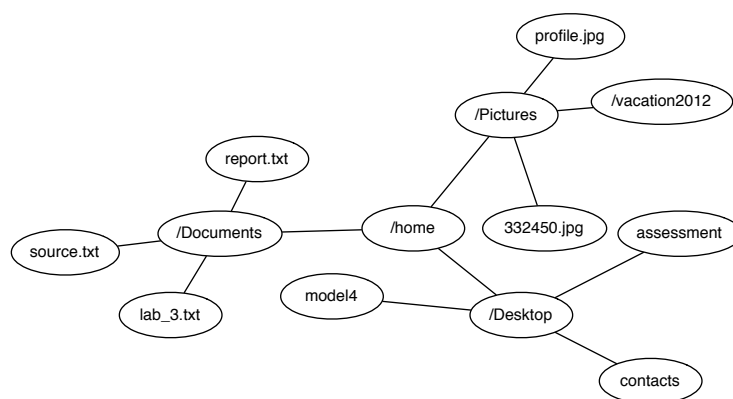 profile.jpg
/vacation2012
/Pictures
report.txt
/Documents
/home
332450.jpg
assessment
source.txt
model4
lab_3.txt
/Desktop
contacts